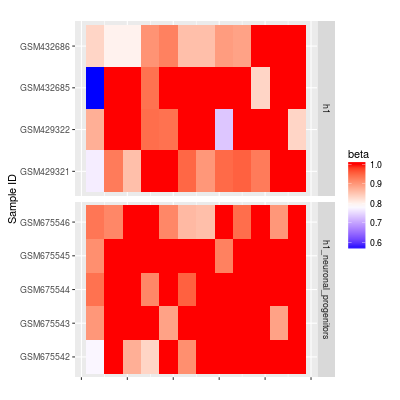 GSM432686
GSM432685
GSM429322
GSM429321
h1
GSM675546
GSM675545
GSM675544
GSM675543
GSM675542
h1_neuronal_progenitors
Sample ID
beta
1.0
0.9
0.8
0.7
0.6